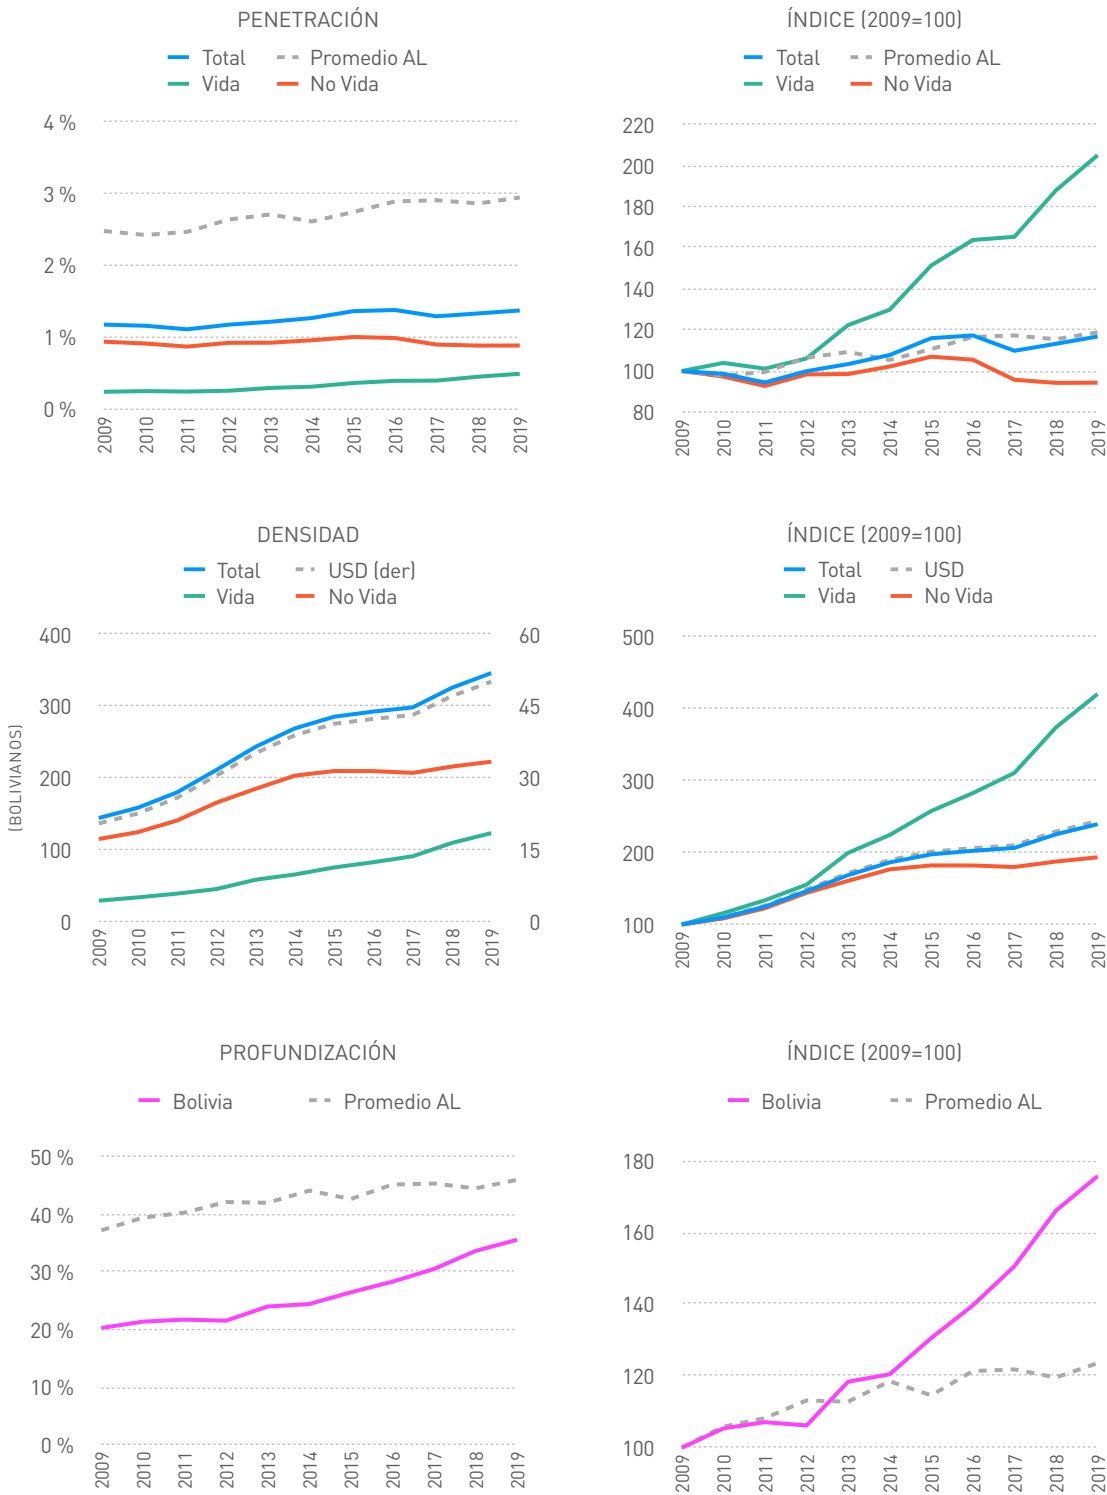 PENETRACIÓN
Total Promedio AL
Vida No Vida
4 %
3 %
2 %
1 %
0 %
2009 2010 2011 2012 2013 2014 2015 2016 2017 2018 2019
ÍNDICE (2009=100)
Total Promedio AL
Vida No Vida
220
200
180
160
140
120
100
80
2009 2010 2011 2012 2013 2014 2015 2016 2017 2018 2019
DENSIDAD
Total USD (der)
Vida No Vida
(BOLIVIANOS)
400 60
300 45
200 30
100 15
0 0
2009 2010 2011 2012 2013 2014 2015 2016 2017 2018 2019
ÍNDICE (2009=100)
Total USD
Vida No Vida
500
400
300
200
100
2009 2010 2011 2012 2013 2014 2015 2016 2017 2018 2019
PROFUNDIZACIÓN
Bolivia Promedio AL
50 %
40 %
30 %
20 %
10 %
0 %
2009 2010 2011 2012 2013 2014 2015 2016 2017 2018 2019
ÍNDICE (2009=100)
Bolivia Promedio AL
180
160
140
120
100
2009 2010 2011 2012 2013 2014 2015 2016 2017 2018 2019